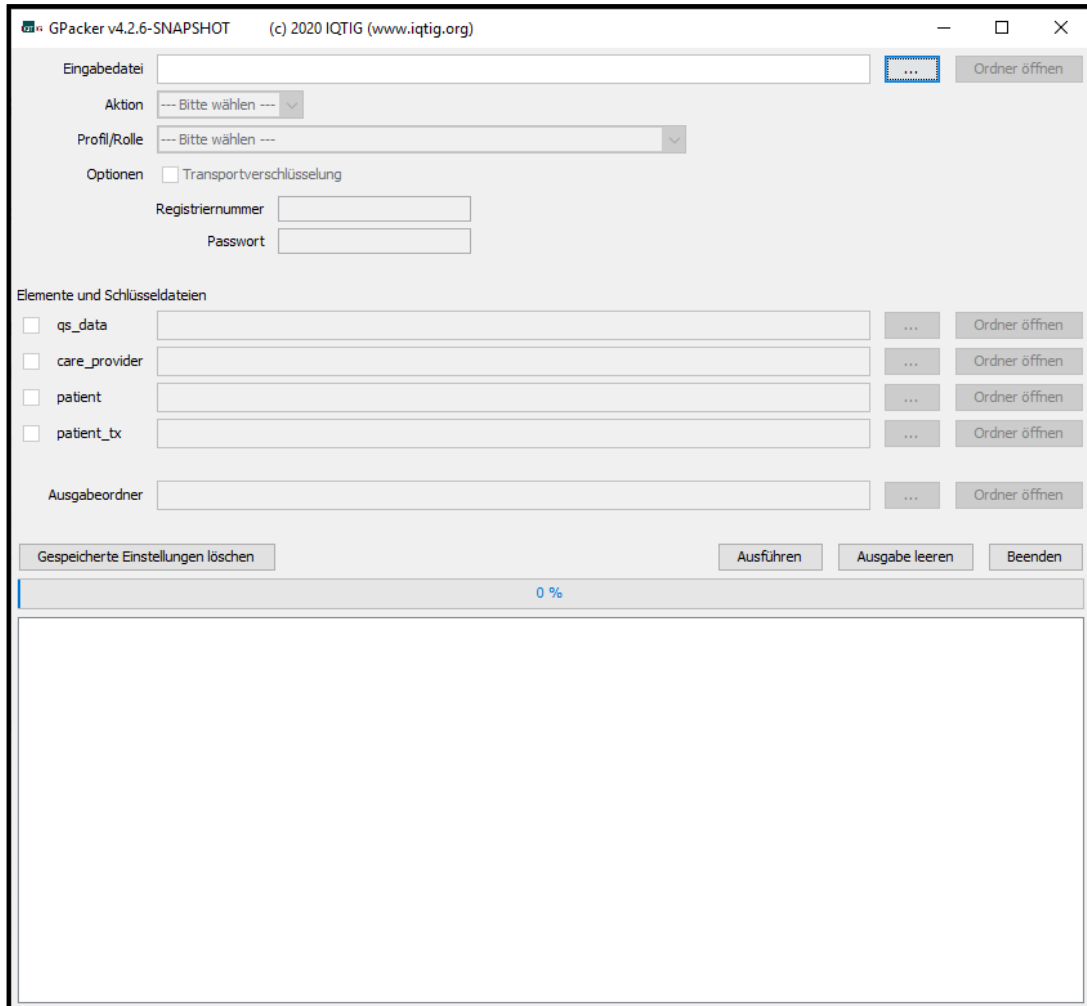 GPacker v4.2.6-SNAPSHOT (c) 2020 IQTIG (www.iqtig.org)
Eingabedatei ... Ordner öffnen
Aktion --- Bitte wählen ---
Profil/Rolle --- Bitte wählen ---
Optionen Transportverschlüsselung
Registriernummer
Passwort
Elemente und Schlüsseldateien
qs_data ... Ordner öffnen
care_provider ... Ordner öffnen
patient ... Ordner öffnen
patient_tx ... Ordner öffnen
Ausgabeordner ... Ordner öffnen
Gespeicherte Einstellungen löschen Ausführen Ausgabe leeren Beenden
0 %